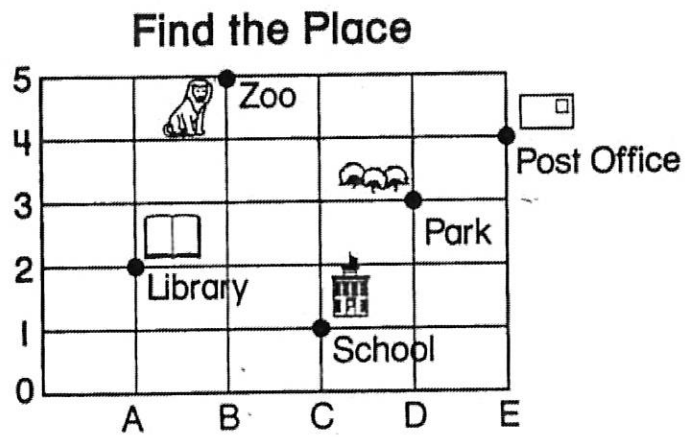 Find the Place
5
Zoo
4
Post Office
3
Park
2
Library
1
School
0
A B C D E